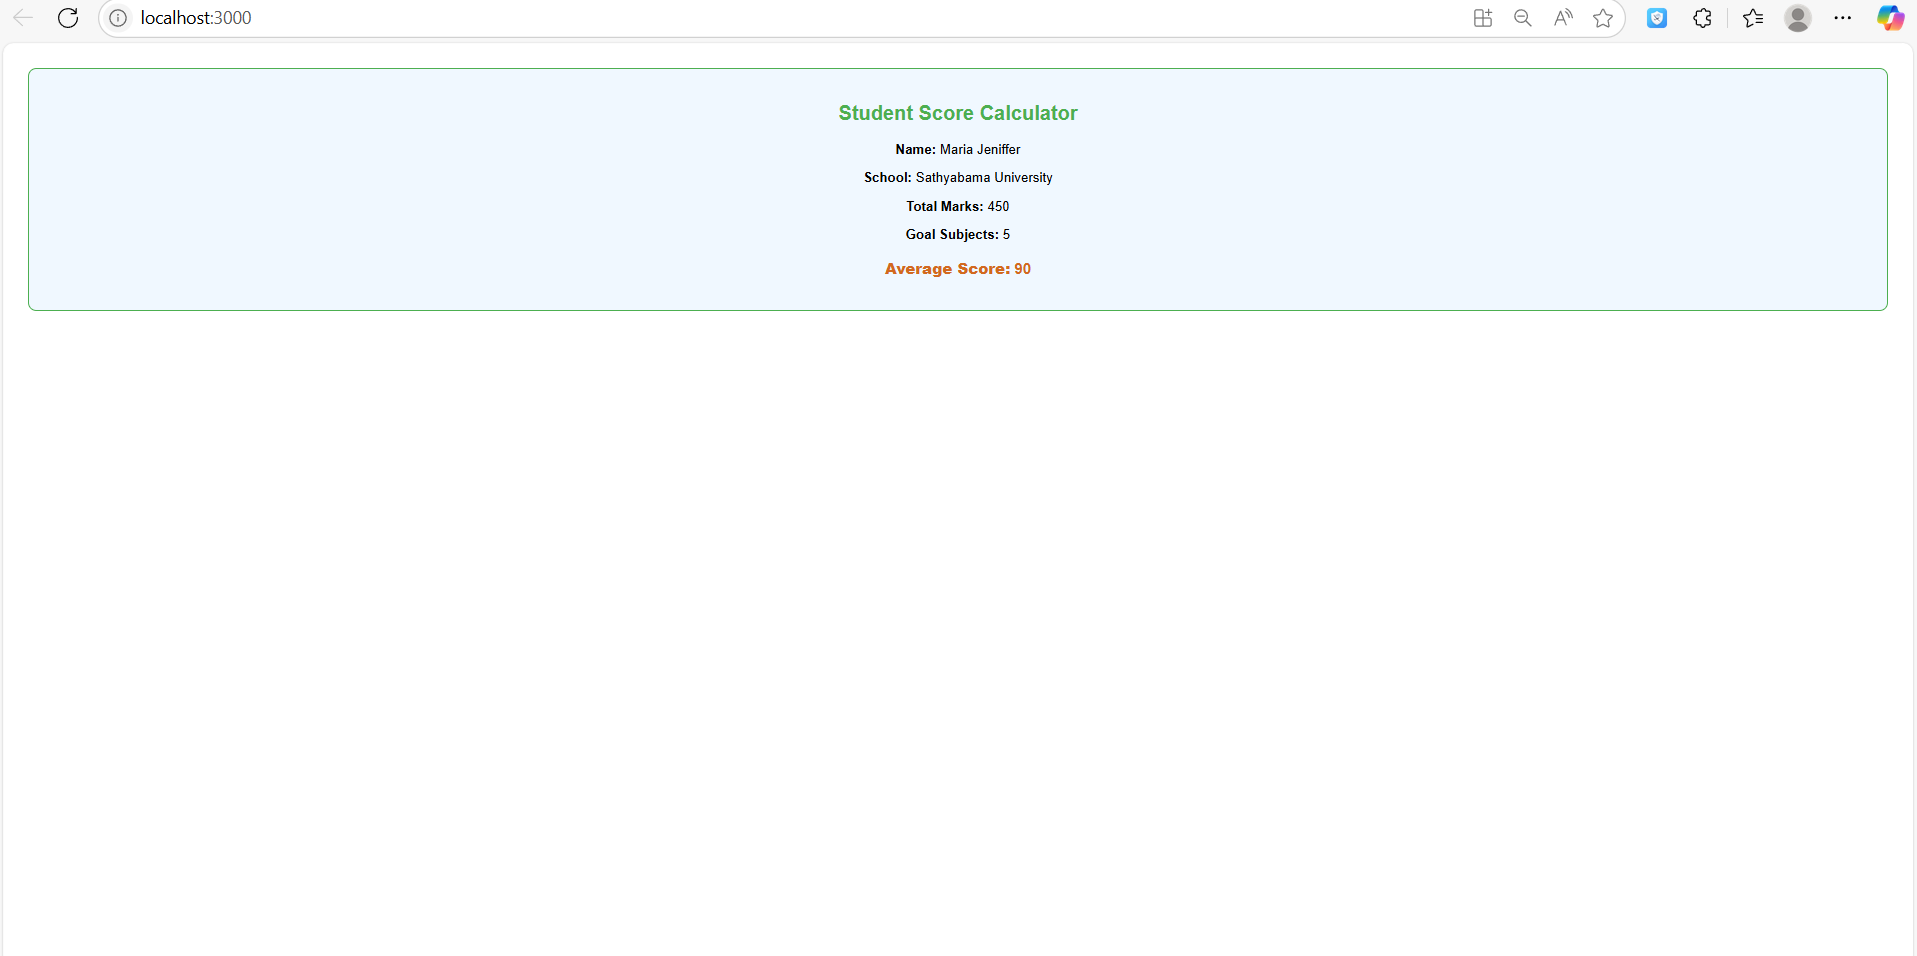 localhost:3000
Student Score Calculator
Name: Maria Jeniffer
School: Sathyabama University
Total Marks: 450
Goal Subjects: 5
Average Score: 90